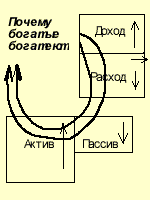 Почему
богатые
богатеют
Доход
Расход
Актив
Пассив